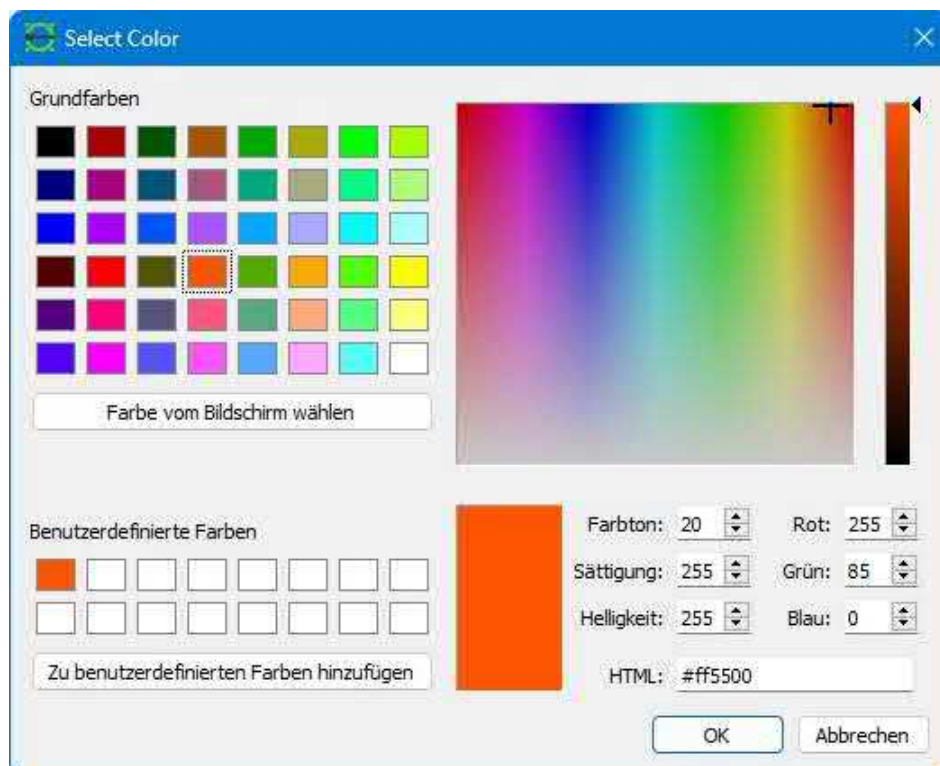 Select Color
Grundfarben
Farbe vom Bildschirm wählen
Benutzerdefinierte Farben
Zu benutzerdefinierten Farben hinzufügen
Farbton: 20 Rot: 255
Sättigung: 255 Grün: 85
Helligkeit: 255 Blau: 0
HTML: #ff5500
OK Abbrechen